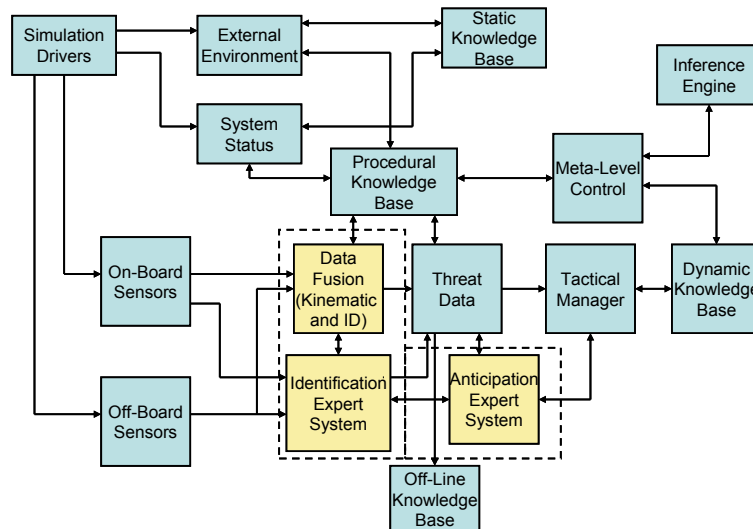 Simulation
Drivers
External
Environment
Static
Knowledge
Base
Inference
Engine
System
Status
Procedural
Knowledge
Base
Meta-Level
Control
On-Board
Sensors
Data
Fusion
(Kinematic
and ID)
Threat
Data
Tactical
Manager
Dynamic
Knowledge
Base
Off-Board
Sensors
Identification
Expert
System
Anticipation
Expert
System
Off-Line
Knowledge
Base